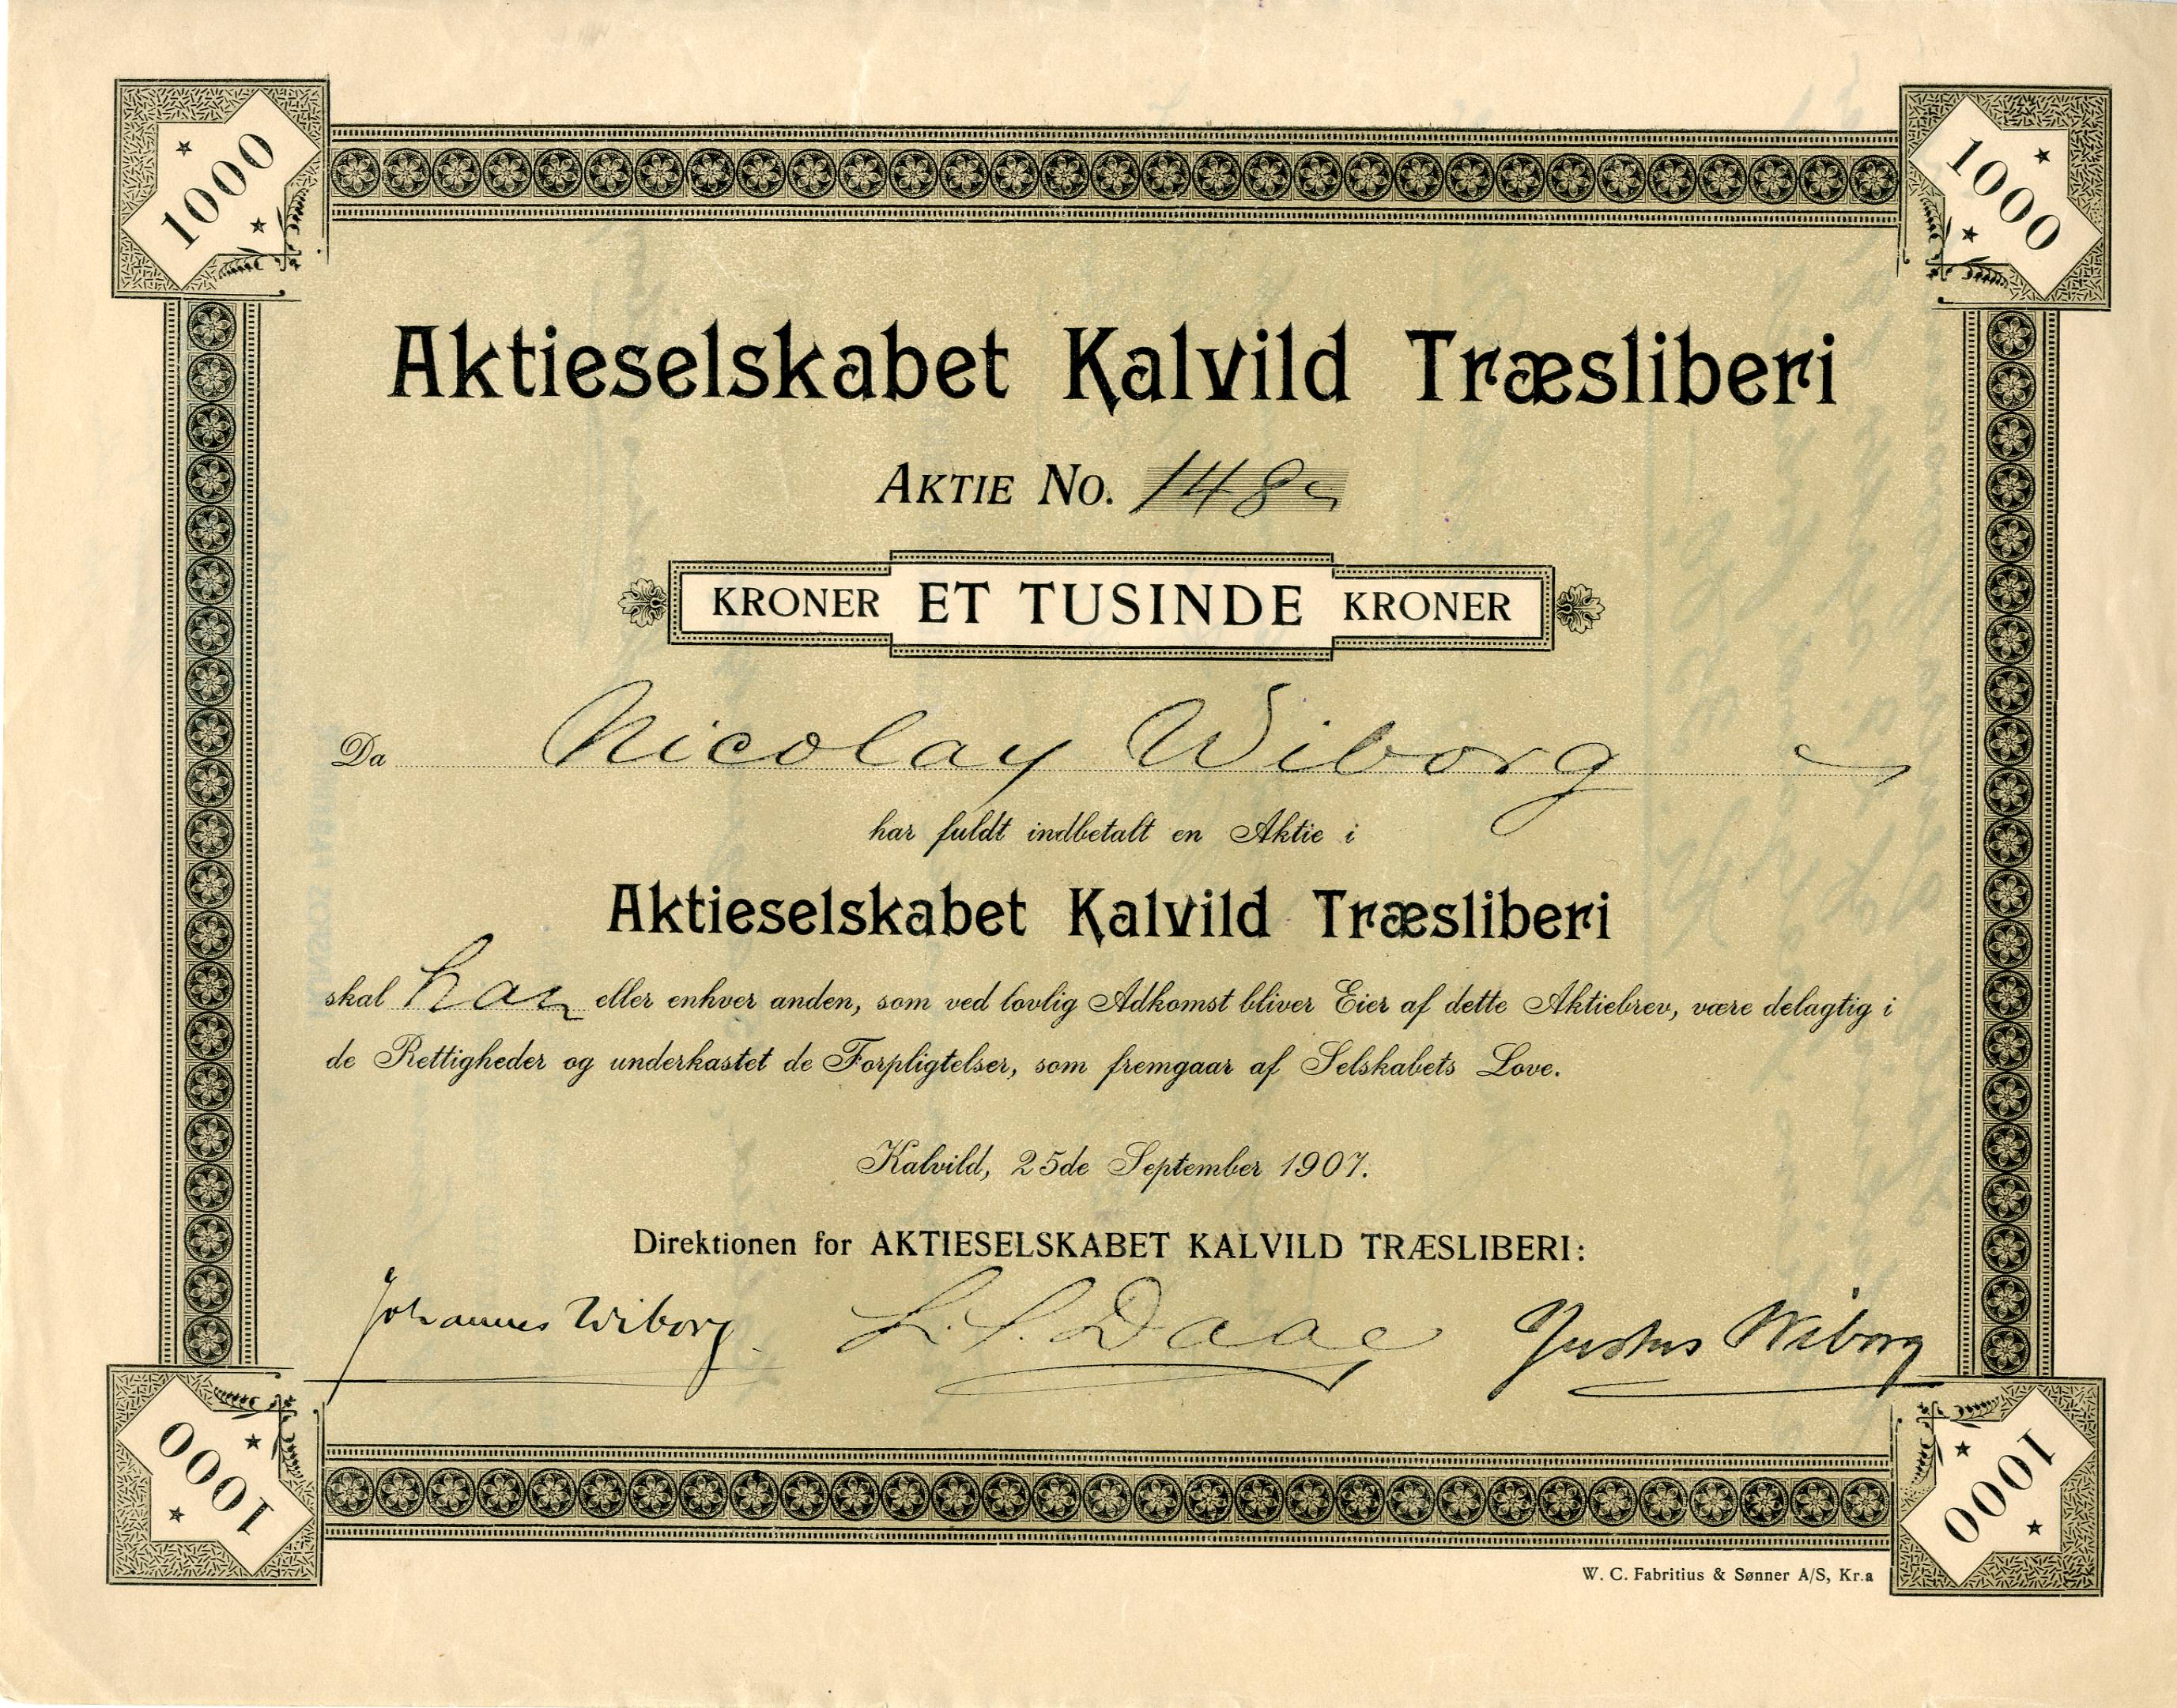 1000
1000
Aktieselskabet Kalvild Træsliberi
AKTIE No. 148
KRONER ET TUSINDE KRONER
Da Nicolay Wiborg
har fuldt indbetalt en Aktie i
Aktieselskabet Kalvild Træsliberi
skal han eller enhver anden, som ved lovlig Adkomst bliver Eier af dette Aktiebrev, være delagtig i
de Rettigheder og underkastet de Forpligtelser, som fremgaar af Selskabets Love.
Kalvild, 25de September 1907.
Direktionen for AKTIESELSKABET KALVILD TRÆSLIBERI:
Johannes Wiborg. L. S. Daae Justus Wiborg
1000
1000
W. C. Fabritius & Sønner A/S, Kr.a